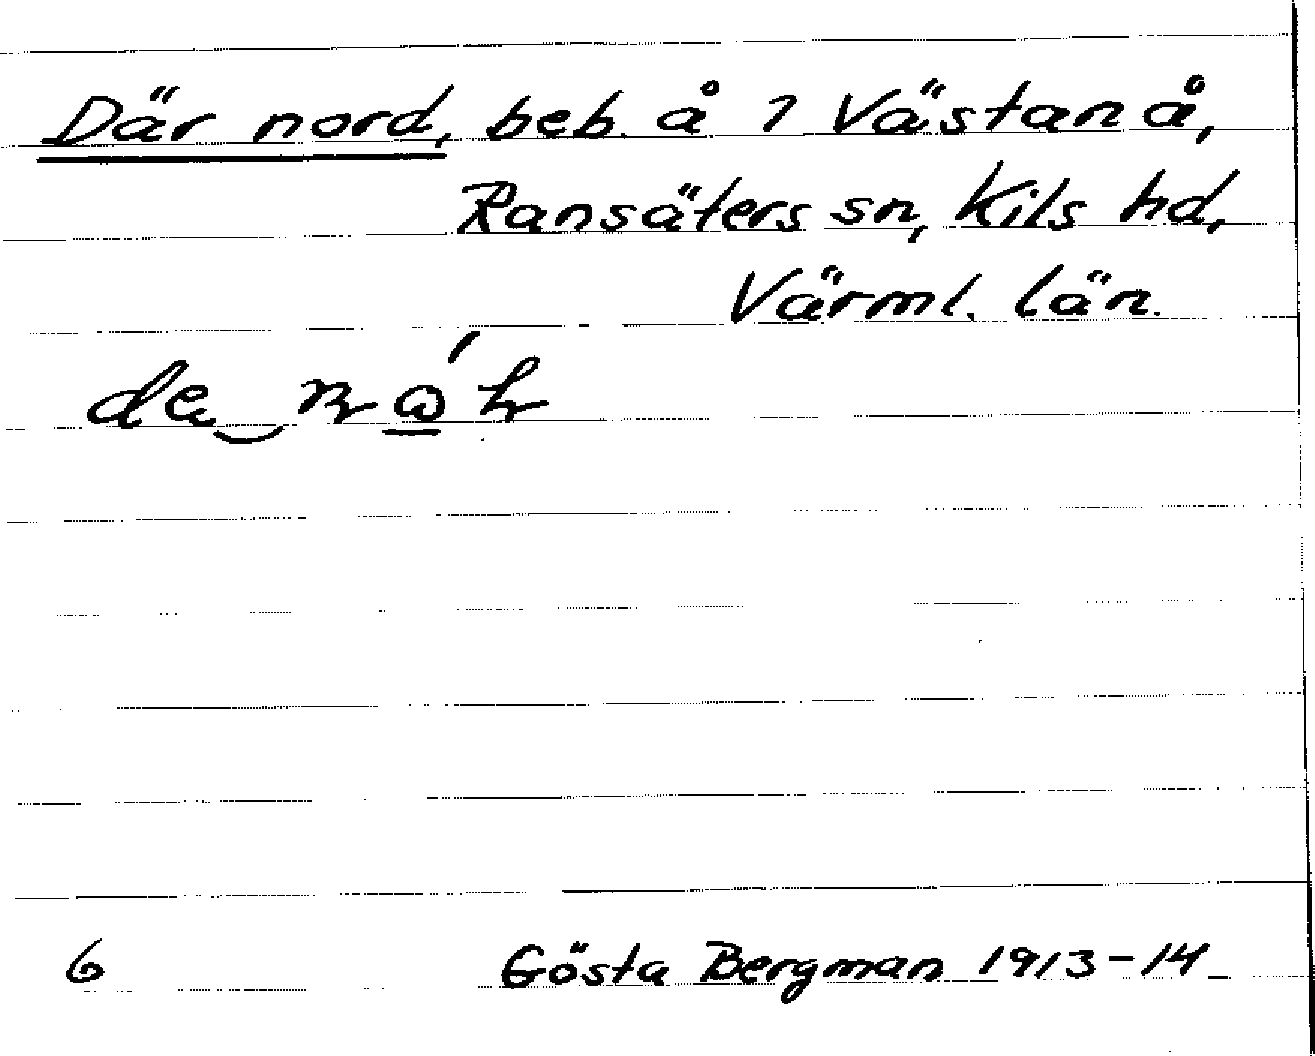 Där nord, beb. å 1 Västanå,
Ransäters sn, Kils hd,
Värml. län.
6
Gösta Bergman 1913-14